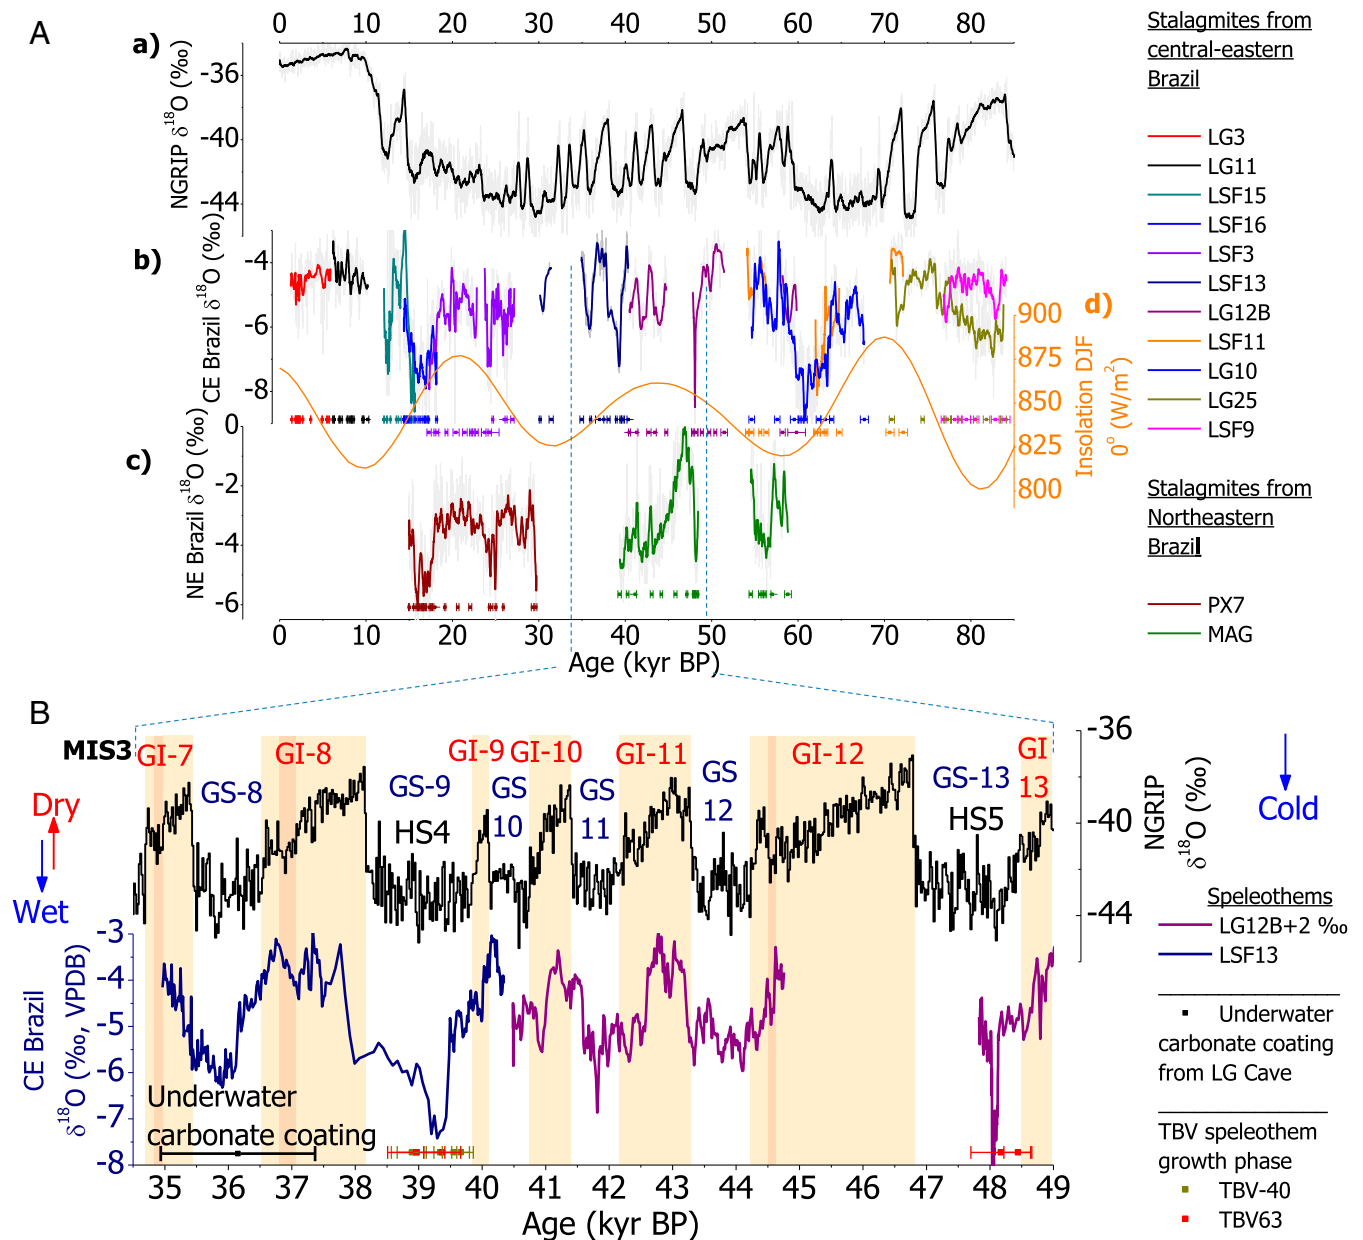 A
0 10 20 30 40 50 60 70 80
a)
NGRIP δ¹⁸O (‰)
-36
-40
-44
b)
CE Brazil δ¹⁸O (‰)
-4
-6
-8
d)
Insolation DJF
0° (W/m²)
900
875
850
825
800
c)
NE Brazil δ¹⁸O (‰)
0
-2
-4
-6
0 10 20 30 40 50 60 70 80
Age (kyr BP)
Stalagmites from
central-eastern
Brazil
LG3
LG11
LSF15
LSF16
LSF3
LSF13
LG12B
LSF11
LG10
LG25
LSF9
Stalagmites from
Northeastern
Brazil
PX7
MAG
B
MIS3
GI-7
GS-8
GI-8
GS-9
HS4
GI-9
GS
10
GI-10
GS
11
GI-11
GS
12
GI-12
GS-13
HS5
GI
13
Dry
Wet
-36
-40
-44
NGRIP
δ¹⁸O (‰)
Cold
CE Brazil
δ¹⁸O (‰, VPDB)
-3
-4
-5
-6
-7
-8
Underwater
carbonate coating
35 36 37 38 39 40 41 42 43 44 45 46 47 48 49
Age (kyr BP)
Speleothems
LG12B+2 ‰
LSF13
Underwater
carbonate coating
from LG Cave
TBV speleothem
growth phase
TBV-40
TBV63